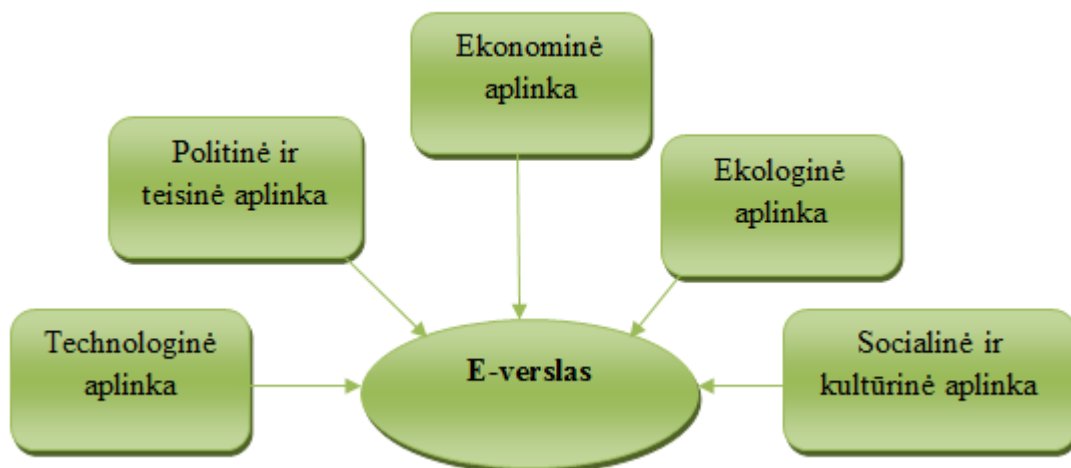 Ekonominė
aplinka
Politinė ir
teisinė aplinka
Ekologinė
aplinka
Technologinė
aplinka
E-verslas
Socialinė ir
kultūrinė aplinka